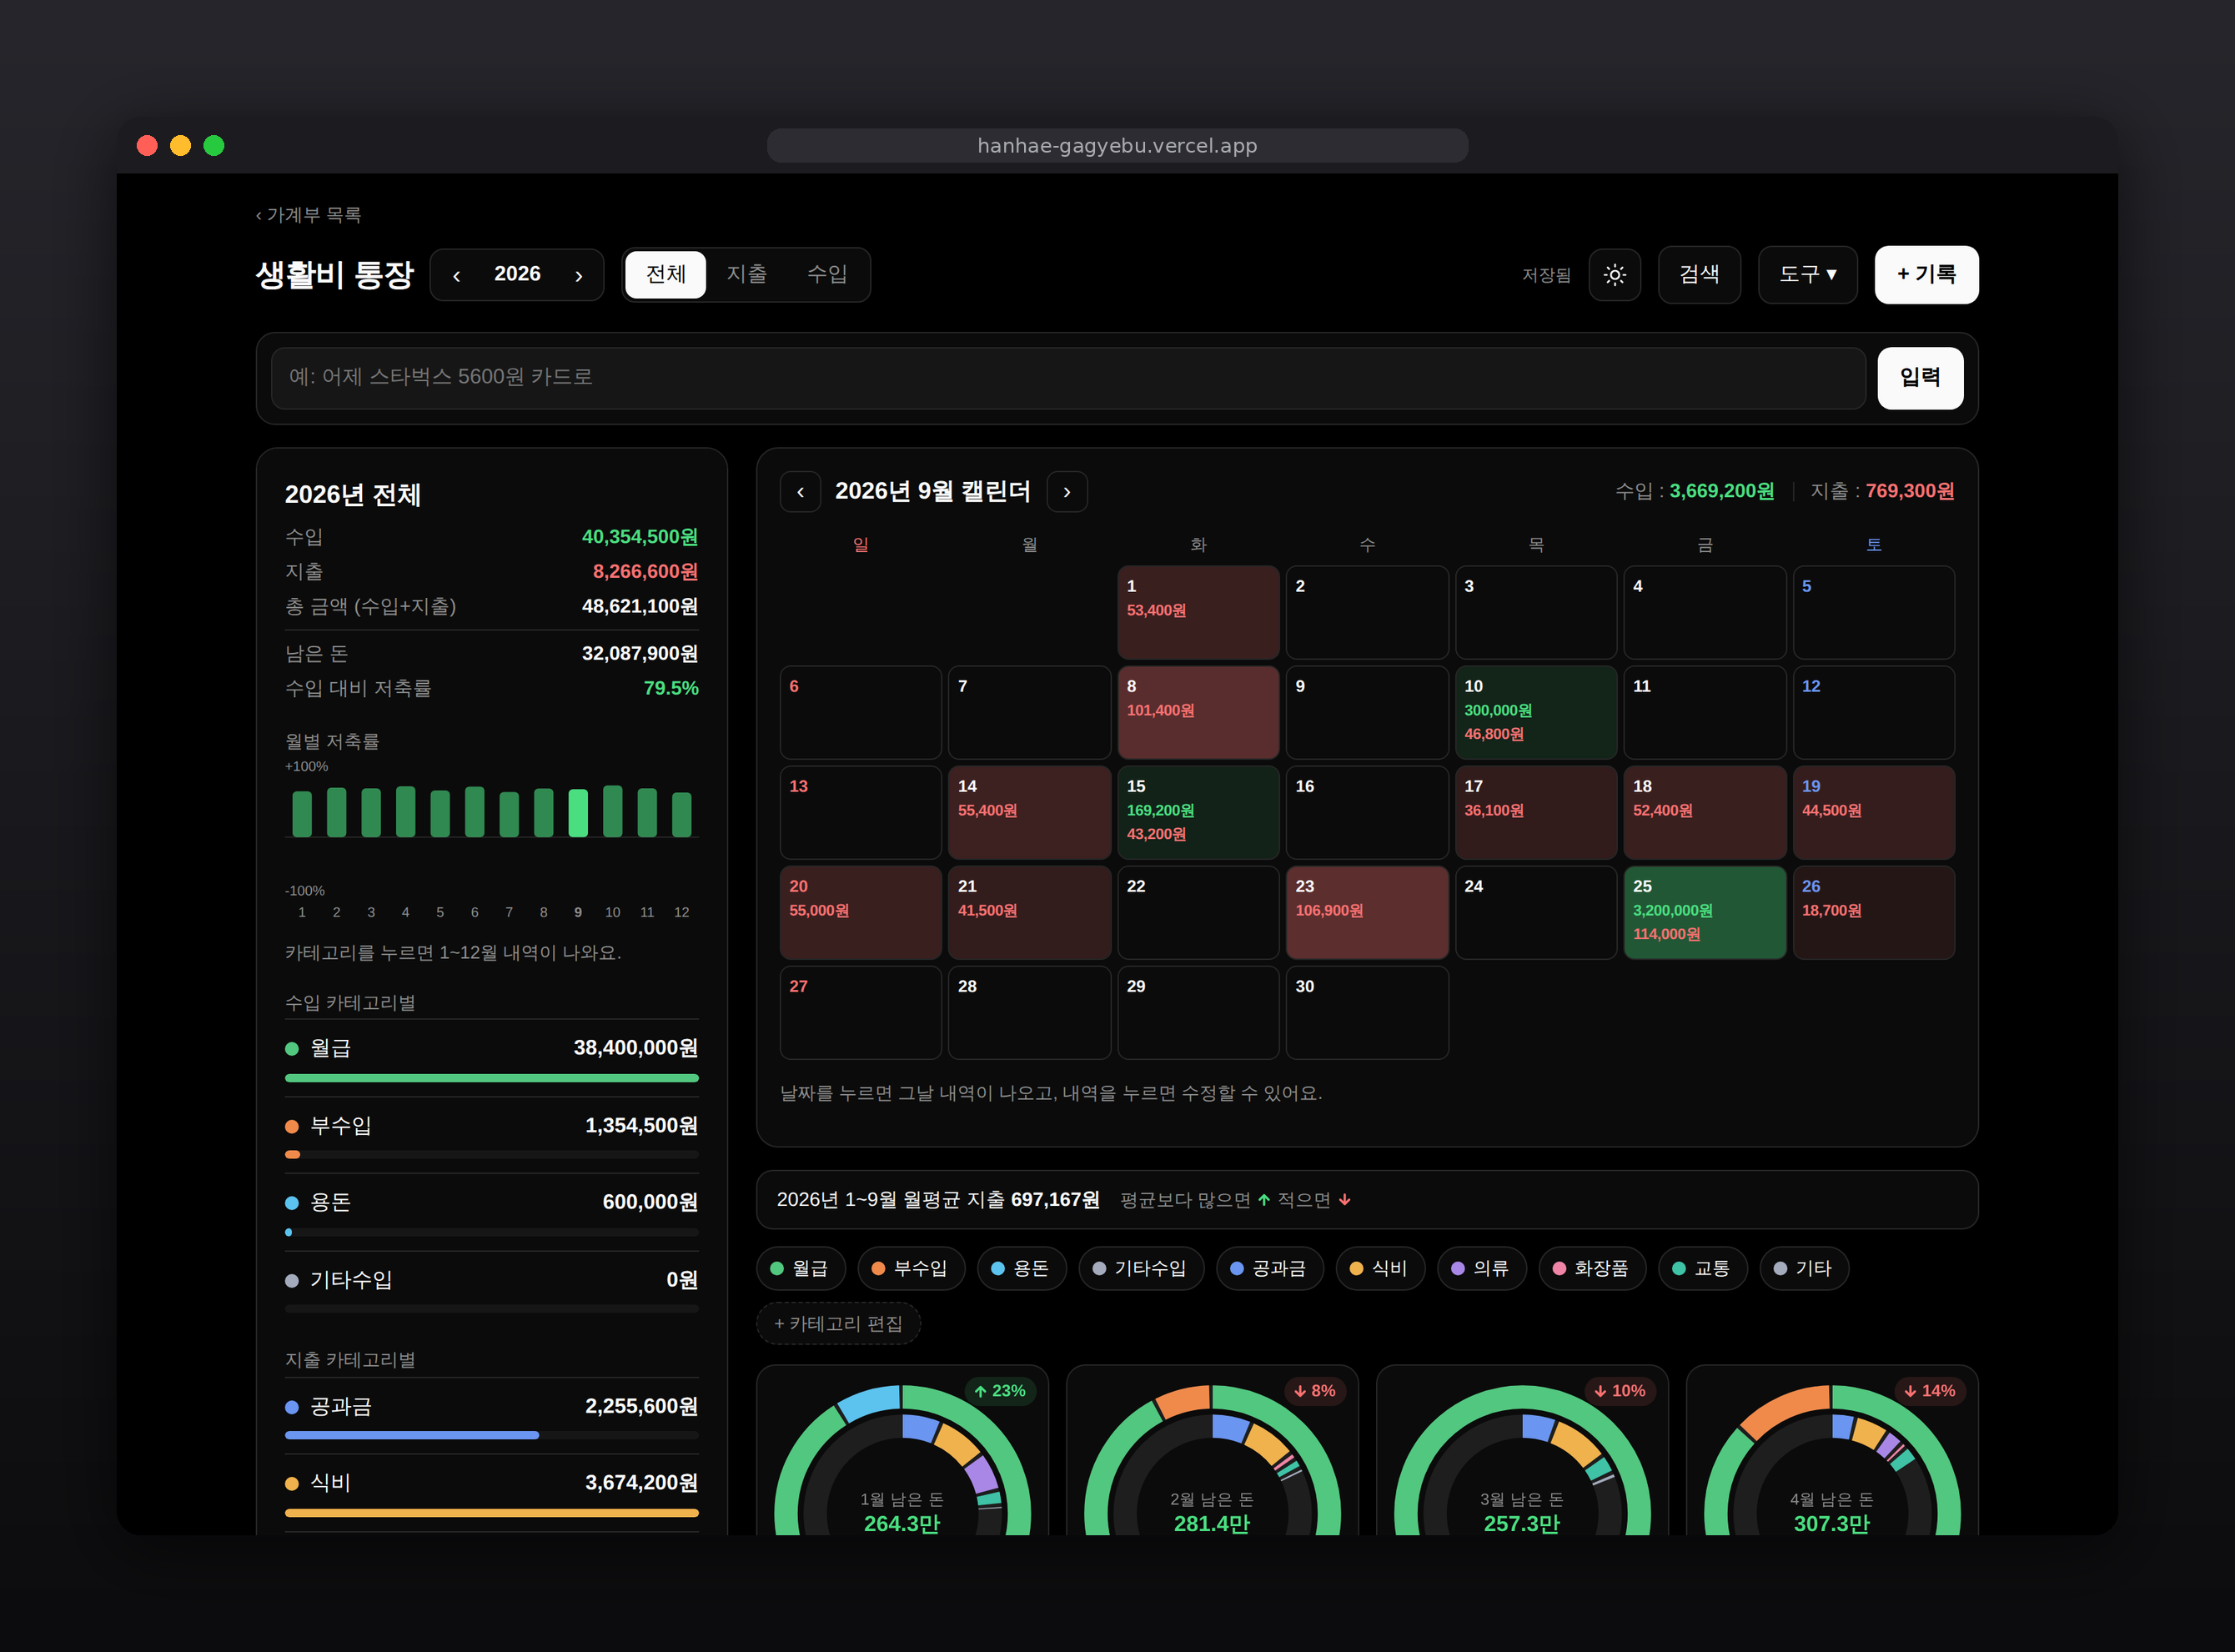 hanhae-gagyebu.vercel.app
‹ 가계부 목록
생활비 통장 ‹ 2026 › 전체 지출 수입 저장됨 검색 도구 ▾ + 기록
예: 어제 스타벅스 5600원 카드로 입력
2026년 전체
수입 40,354,500원
지출 8,266,600원
총 금액 (수입+지출) 48,621,100원
남은 돈 32,087,900원
수입 대비 저축률 79.5%
월별 저축률
+100%
-100%
1 2 3 4 5 6 7 8 9 10 11 12
카테고리를 누르면 1~12월 내역이 나와요.
수입 카테고리별
월급 38,400,000원
부수입 1,354,500원
용돈 600,000원
기타수입 0원
지출 카테고리별
공과금 2,255,600원
식비 3,674,200원
‹ 2026년 9월 캘린더 › 수입 : 3,669,200원 지출 : 769,300원
일 월 화 수 목 금 토
1 2 3 4 5
53,400원
6 7 8 9 10 11 12
101,400원 300,000원
46,800원
13 14 15 16 17 18 19
55,400원 169,200원 36,100원 52,400원 44,500원
43,200원
20 21 22 23 24 25 26
55,000원 41,500원 106,900원 3,200,000원 18,700원
114,000원
27 28 29 30
날짜를 누르면 그날 내역이 나오고, 내역을 누르면 수정할 수 있어요.
2026년 1~9월 월평균 지출 697,167원 평균보다 많으면 ↑ 적으면 ↓
월급 부수입 용돈 기타수입 공과금 식비 의류 화장품 교통 기타
+ 카테고리 편집
↑ 23% ↓ 8% ↓ 10% ↓ 14%
1월 남은 돈 2월 남은 돈 3월 남은 돈 4월 남은 돈
264.3만 281.4만 257.3만 307.3만